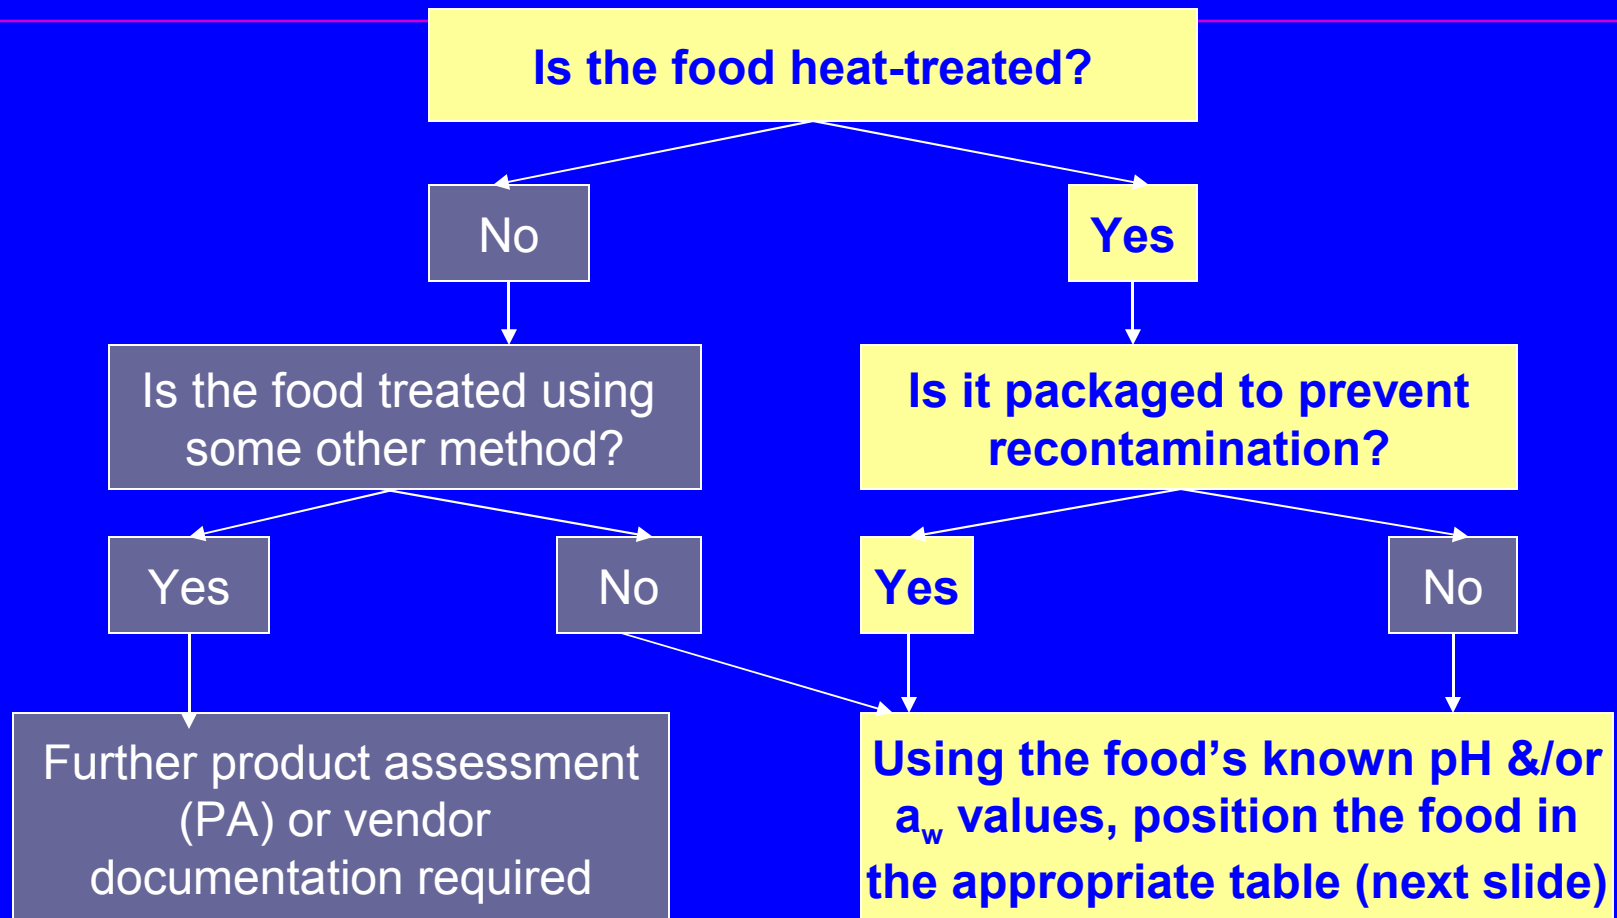 Is the food heat-treated?
No
Yes
Is the food treated using
some other method?
Is it packaged to prevent
recontamination?
Yes
No
Yes
No
Further product assessment
(PA) or vendor
documentation required
Using the food’s known pH &/or
aw values, position the food in
the appropriate table (next slide)